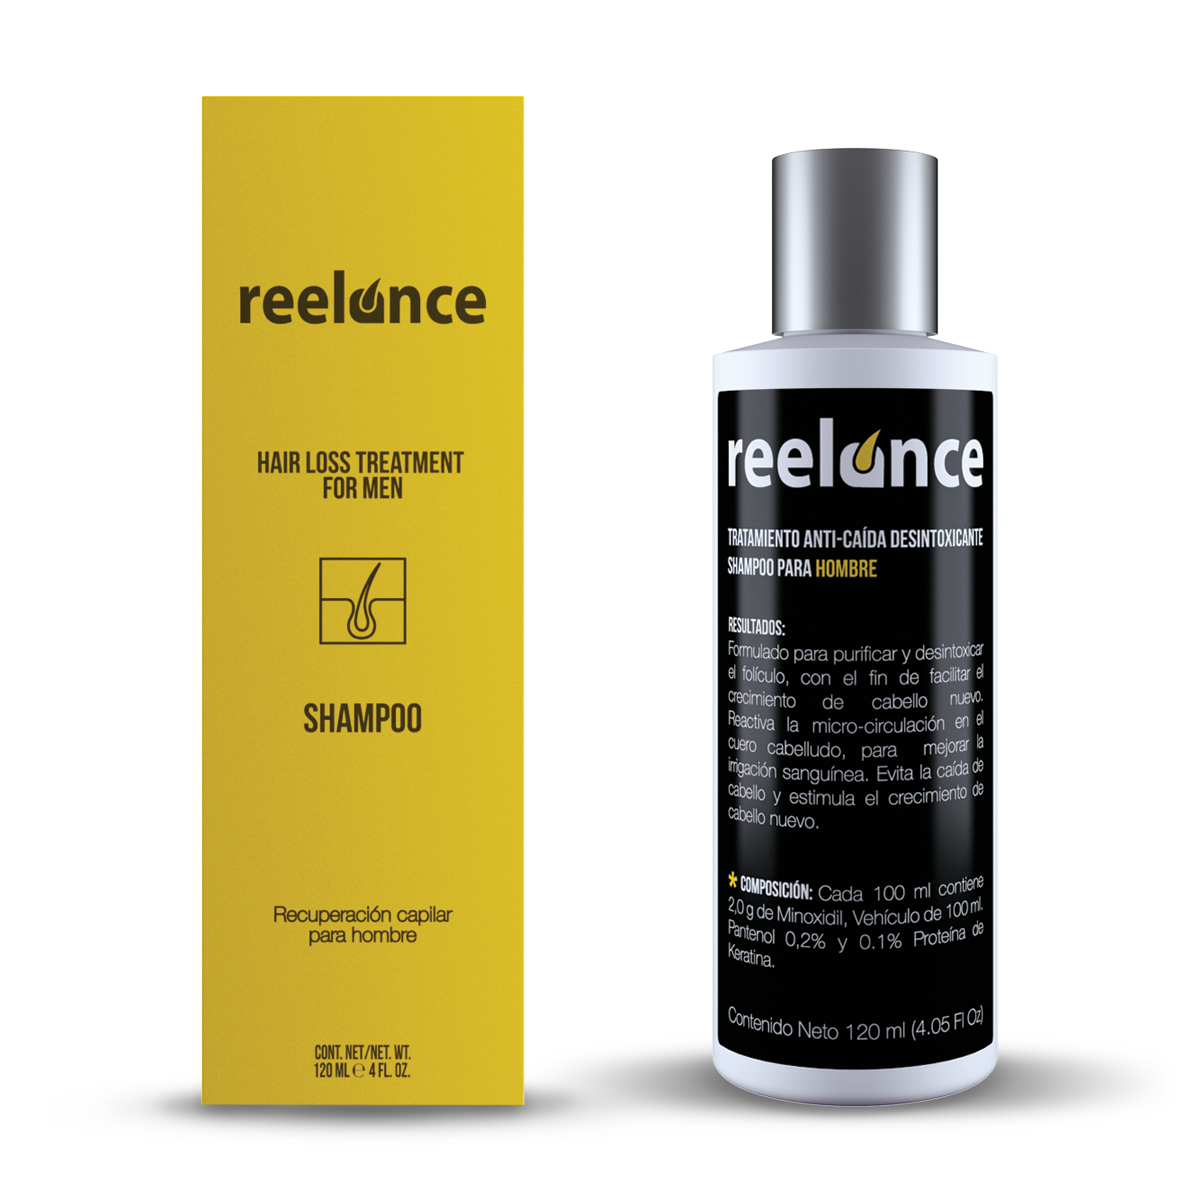 reelance
HAIR LOSS TREATMENT
FOR MEN
SHAMPOO
Recuperación capilar
para hombre
CONT. NET/NET. WT.
120 ML ℮ 4 FL. OZ.
reelance
TRATAMIENTO ANTI-CAÍDA DESINTOXICANTE
SHAMPOO PARA HOMBRE
RESULTADOS:
Formulado para purificar y desintoxicar
el folículo, con el fin de facilitar el
crecimiento de cabello nuevo.
Reactiva la micro-circulación en el
cuero cabelludo, para mejorar la
irrigación sanguínea. Evita la caída de
cabello y estimula el crecimiento de
cabello nuevo.
* COMPOSICIÓN: Cada 100 ml contiene
2,0 g de Minoxidil, Vehículo de 100 ml.
Pantenol 0,2% y 0.1% Proteína de
Keratina.
Contenido Neto 120 ml (4.05 Fl Oz)